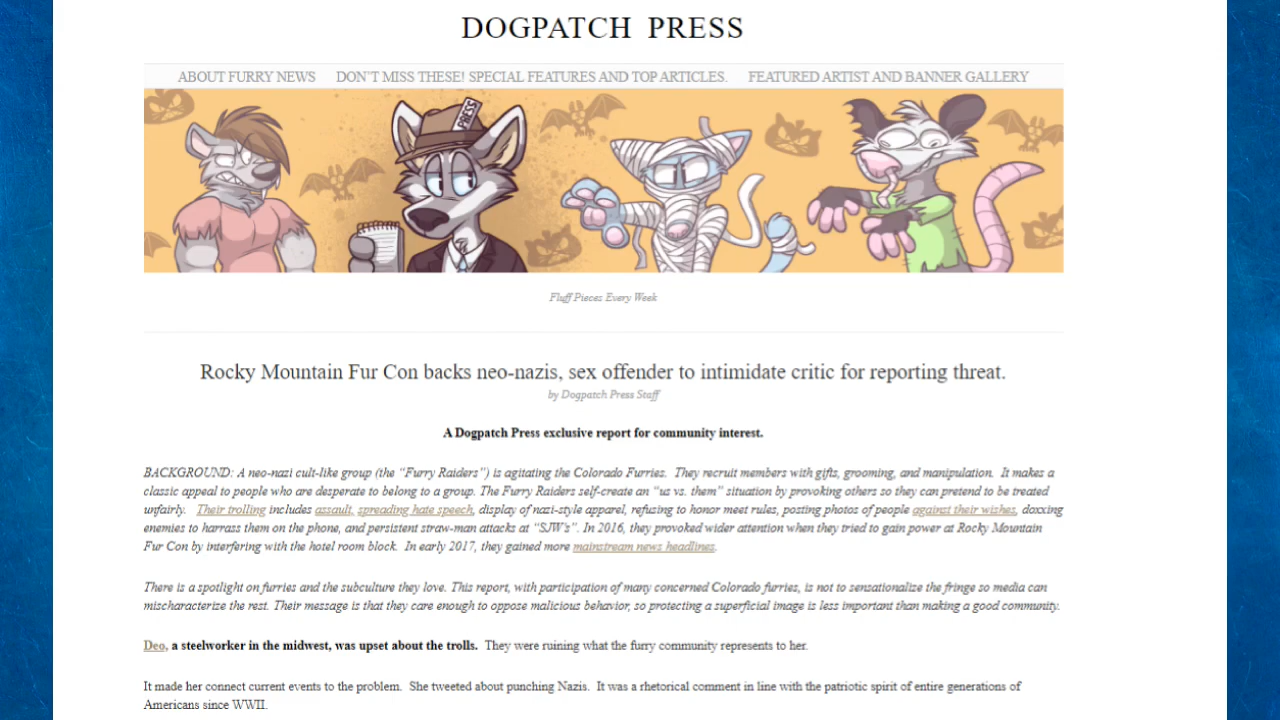 DOGPATCH PRESS
ABOUT FURRY NEWS DON'T MISS THESE! SPECIAL FEATURES AND TOP ARTICLES. FEATURED ARTIST AND BANNER GALLERY
PRESS
Fluff Pieces Every Week
Rocky Mountain Fur Con backs neo-nazis, sex offender to intimidate critic for reporting threat.
by Dogpatch Press Staff
A Dogpatch Press exclusive report for community interest.
BACKGROUND: A neo-nazi cult-like group (the "Furry Raiders") is agitating the Colorado Furries. They recruit members with gifts, grooming, and manipulation. It makes a
classic appeal to people who are desperate to belong to a group. The Furry Raiders self-create an "us vs. them" situation by provoking others so they can pretend to be treated
unfairly. Their trolling includes assault, spreading hate speech, display of nazi-style apparel, refusing to honor meet rules, posting photos of people against their wishes, doxxing
enemies to harrass them on the phone, and persistent straw-man attacks at "SJW's". In 2016, they provoked wider attention when they tried to gain power at Rocky Mountain
Fur Con by interfering with the hotel room block. In early 2017, they gained more mainstream news headlines.
There is a spotlight on furries and the subculture they love. This report, with participation of many concerned Colorado furries, is not to sensationalize the fringe so media can
mischaracterize the rest. Their message is that they care enough to oppose malicious behavior, so protecting a superficial image is less important than making a good community.
Deo, a steelworker in the midwest, was upset about the trolls. They were ruining what the furry community represents to her.
It made her connect current events to the problem. She tweeted about punching Nazis. It was a rhetorical comment in line with the patriotic spirit of entire generations of
Americans since WWII.